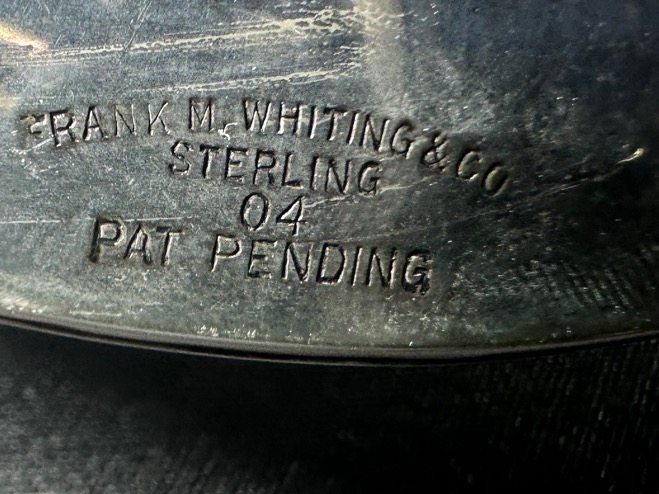 FRANK M. WHITING & CO
STERLING
04
PAT PENDING